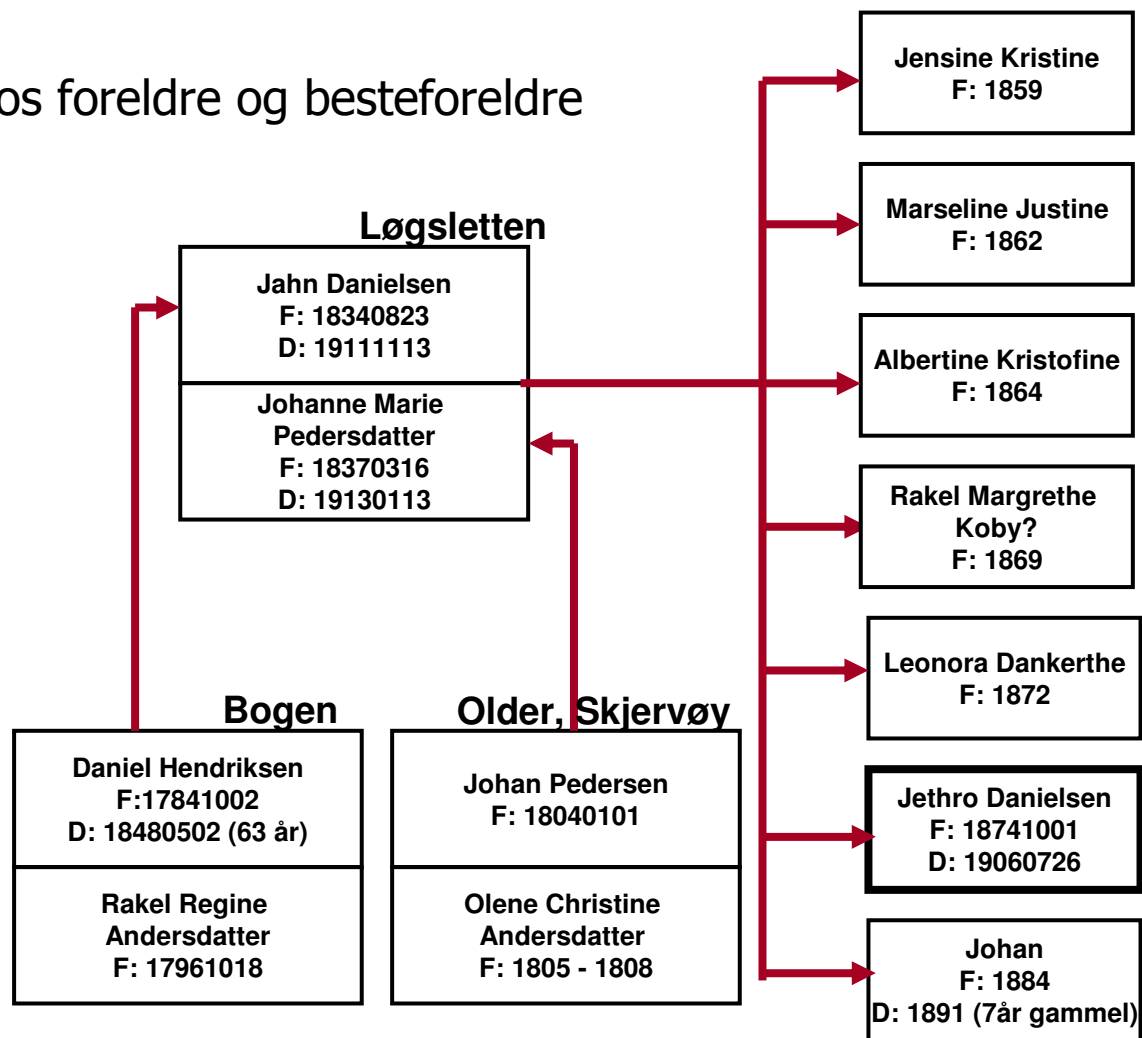 os foreldre og besteforeldre
Løgsletten
Jahn Danielsen
F: 18340823
D: 19111113
Johanne Marie
Pedersdatter
F: 18370316
D: 19130113
Bogen
Daniel Hendriksen
F:17841002
D: 18480502 (63 år)
Rakel Regine
Andersdatter
F: 17961018
Older, Skjervøy
Johan Pedersen
F: 18040101
Olene Christine
Andersdatter
F: 1805 - 1808
Jensine Kristine
F: 1859
Marseline Justine
F: 1862
Albertine Kristofine
F: 1864
Rakel Margrethe
Koby?
F: 1869
Leonora Dankerthe
F: 1872
Jethro Danielsen
F: 18741001
D: 19060726
Johan
F: 1884
D: 1891 (7år gammel)